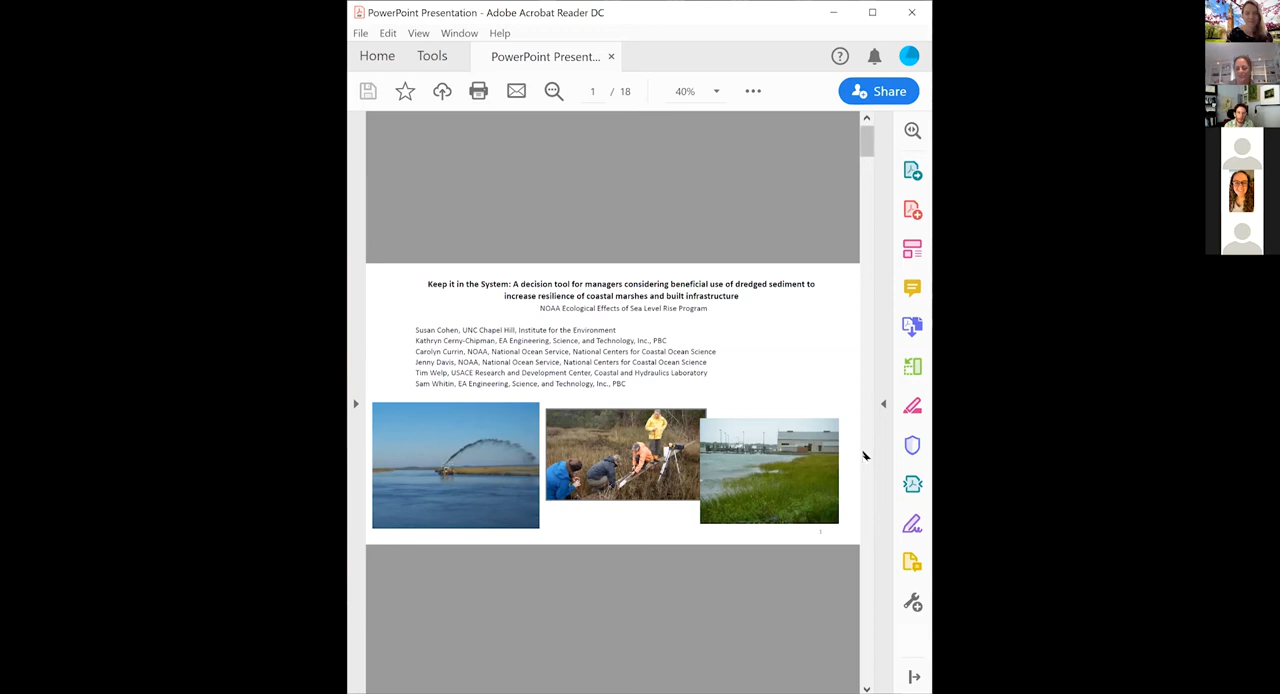 PowerPoint Presentation - Adobe Acrobat Reader DC
File Edit View Window Help
Home Tools PowerPoint Present... ×
1 / 18 40% Share
Keep it in the System: A decision tool for managers considering beneficial use of dredged sediment to
increase resilience of coastal marshes and built infrastructure
NOAA Ecological Effects of Sea Level Rise Program
Susan Cohen, UNC Chapel Hill, Institute for the Environment
Kathryn Cerny-Chipman, EA Engineering, Science, and Technology, Inc., PBC
Carolyn Currin, NOAA, National Ocean Service, National Centers for Coastal Ocean Science
Jenny Davis, NOAA, National Ocean Service, National Centers for Coastal Ocean Science
Tim Welp, USACE Research and Development Center, Coastal and Hydraulics Laboratory
Sam Whitin, EA Engineering, Science, and Technology, Inc., PBC
1